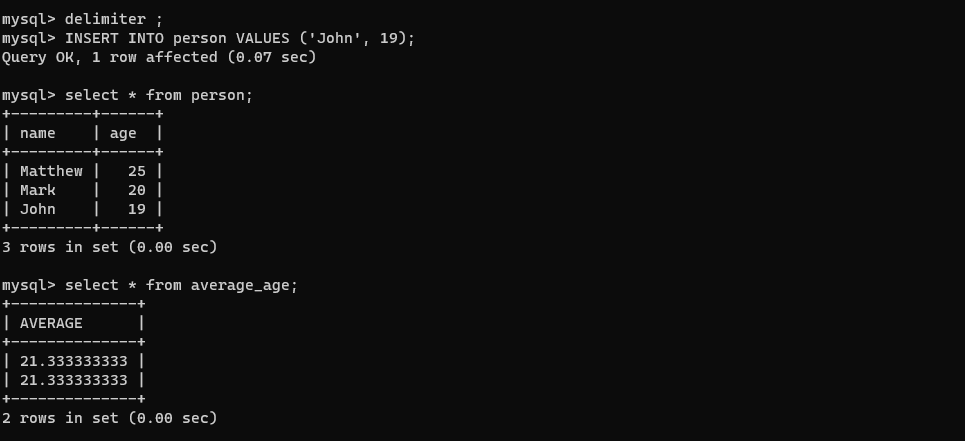 mysql> delimiter ;
mysql> INSERT INTO person VALUES ('John', 19);
Query OK, 1 row affected (0.07 sec)

mysql> select * from person;
+---------+------+
| name    | age  |
+---------+------+
| Matthew |   25 |
| Mark    |   20 |
| John    |   19 |
+---------+------+
3 rows in set (0.00 sec)

mysql> select * from average_age;
+--------------+
| AVERAGE      |
+--------------+
| 21.333333333 |
| 21.333333333 |
+--------------+
2 rows in set (0.00 sec)